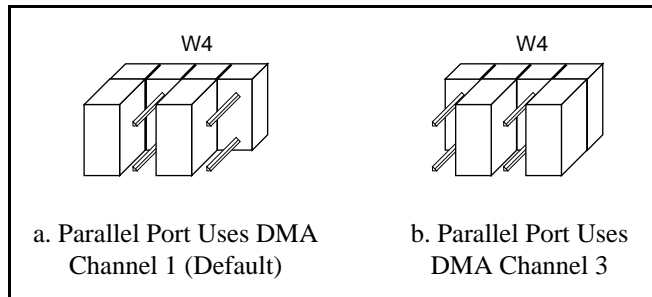 W4
W4
a. Parallel Port Uses DMA
Channel 1 (Default)
b. Parallel Port Uses
DMA Channel 3